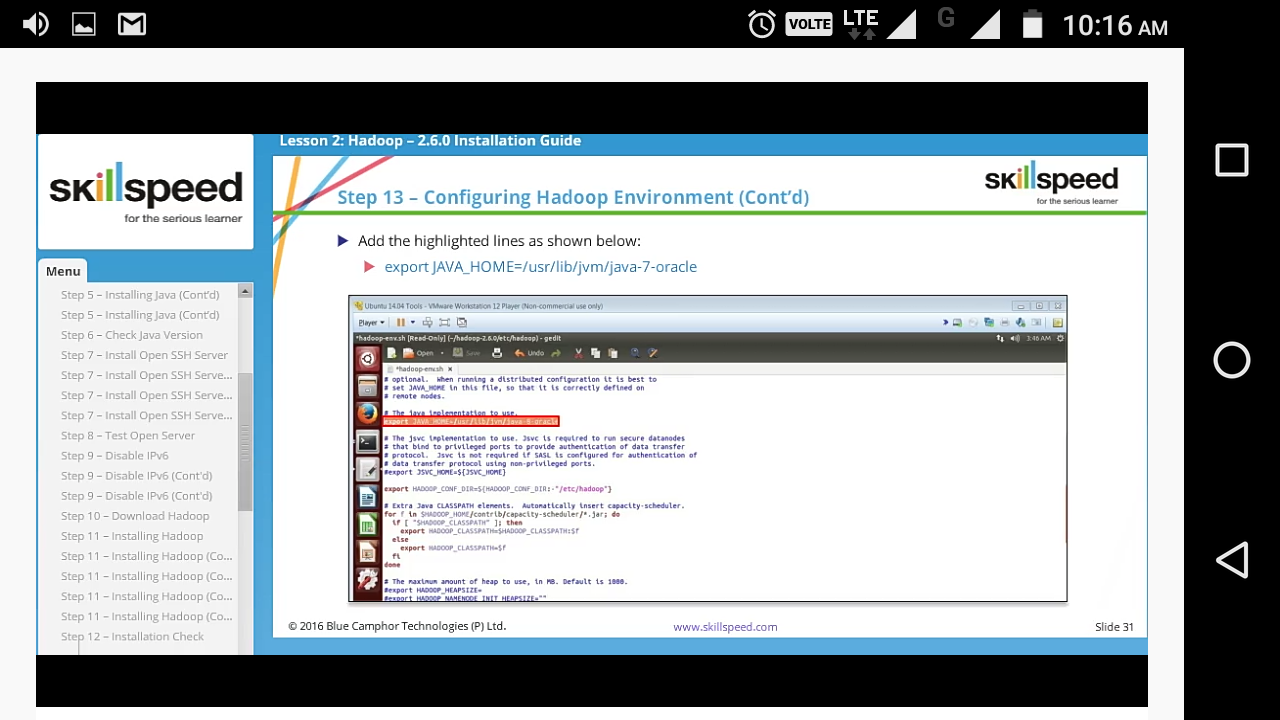 VOLTE LTE G 10:16 AM
Lesson 2: Hadoop – 2.6.0 Installation Guide
skillspeed
for the serious learner
Menu
Step 5 – Installing Java (Cont'd)
Step 5 – Installing Java (Cont'd)
Step 6 – Check Java Version
Step 7 – Install Open SSH Server
Step 7 – Install Open SSH Serve...
Step 7 – Install Open SSH Serve...
Step 7 – Install Open SSH Serve...
Step 8 – Test Open Server
Step 9 – Disable IPv6
Step 9 – Disable IPv6 (Cont'd)
Step 9 – Disable IPv6 (Cont'd)
Step 10 – Download Hadoop
Step 11 – Installing Hadoop
Step 11 – Installing Hadoop (Co...
Step 11 – Installing Hadoop (Co...
Step 11 – Installing Hadoop (Co...
Step 11 – Installing Hadoop (Co...
Step 12 – Installation Check
Step 13 – Configuring Hadoop Environment (Cont'd)
skillspeed
for the serious learner
Add the highlighted lines as shown below:
export JAVA_HOME=/usr/lib/jvm/java-7-oracle
Ubuntu 14.04 Tools - VMware Workstation 12 Player (Non-commercial use only)
Player
*hadoop-env.sh [Read-Only] (~/hadoop-2.6.0/etc/hadoop) - gedit
3:46 AM
Open Save Undo
*hadoop-env.sh
# optional. When running a distributed configuration it is best to
# set JAVA_HOME in this file, so that it is correctly defined on
# remote nodes.
# The java implementation to use.
export JAVA_HOME=/usr/lib/jvm/java-6-oracle
# The jsvc implementation to use. Jsvc is required to run secure datanodes
# that bind to privileged ports to provide authentication of data transfer
# protocol. Jsvc is not required if SASL is configured for authentication of
# data transfer protocol using non-privileged ports.
#export JSVC_HOME=${JSVC_HOME}
export HADOOP_CONF_DIR=${HADOOP_CONF_DIR:-"/etc/hadoop"}
# Extra Java CLASSPATH elements. Automatically insert capacity-scheduler.
for f in $HADOOP_HOME/contrib/capacity-scheduler/*.jar; do
if [ "$HADOOP_CLASSPATH" ]; then
export HADOOP_CLASSPATH=$HADOOP_CLASSPATH:$f
else
export HADOOP_CLASSPATH=$f
fi
done
# The maximum amount of heap to use, in MB. Default is 1000.
#export HADOOP_HEAPSIZE=
#export HADOOP_NAMENODE_INIT_HEAPSIZE=""
© 2016 Blue Camphor Technologies (P) Ltd.
www.skillspeed.com
Slide 31